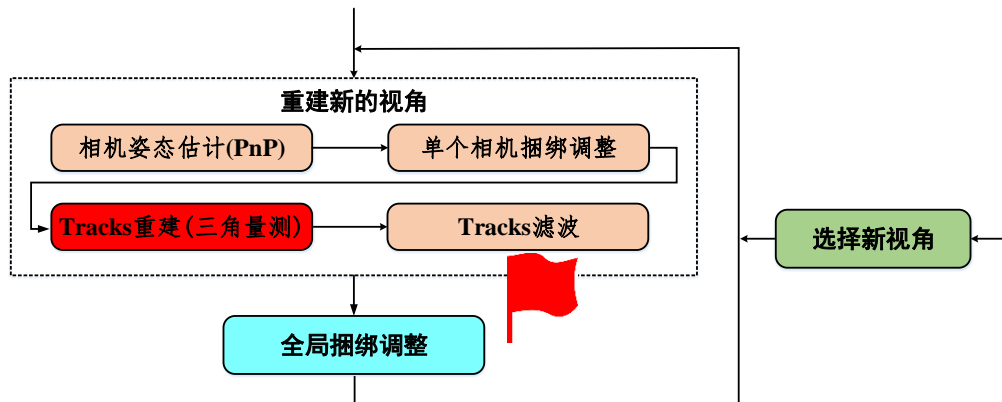 重建新的视角
相机姿态估计(PnP)
单个相机捆绑调整
Tracks重建(三角量测)
Tracks滤波
选择新视角
全局捆绑调整